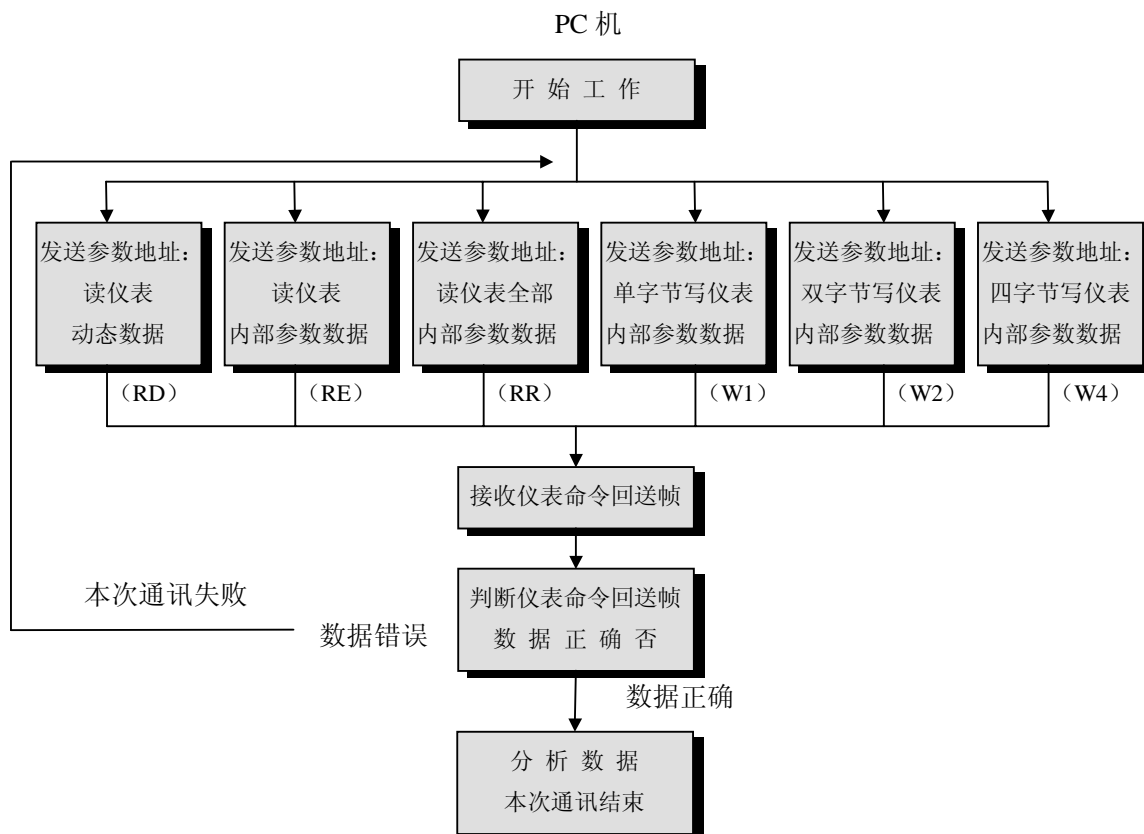 PC 机
开 始 工 作
发送参数地址：
读仪表
动态数据
发送参数地址：
读仪表
内部参数数据
发送参数地址：
读仪表全部
内部参数数据
发送参数地址：
单字节写仪表
内部参数数据
发送参数地址：
双字节写仪表
内部参数数据
发送参数地址：
四字节写仪表
内部参数数据
（RD）
（RE）
（RR）
（W1）
（W2）
（W4）
接收仪表命令回送帧
本次通讯失败
数据错误
判断仪表命令回送帧
数 据 正 确 否
数据正确
分 析 数 据
本次通讯结束